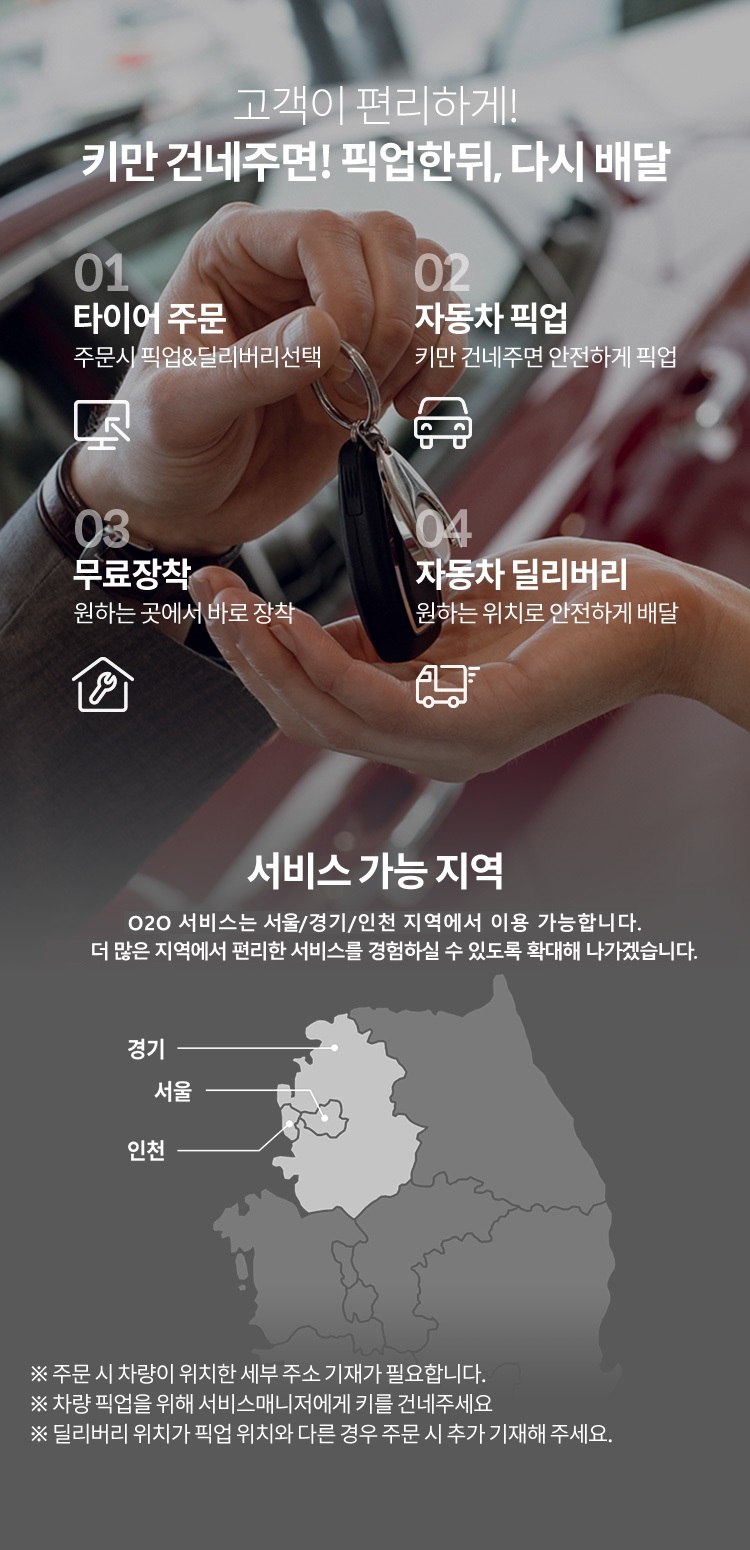 고객이 편리하게!
키만 건네주면! 픽업한뒤, 다시 배달
01
타이어 주문
주문시 픽업&딜리버리선택
02
자동차 픽업
키만 건네주면 안전하게 픽업
03
무료장착
원하는 곳에서 바로 장착
04
자동차 딜리버리
원하는 위치로 안전하게 배달
서비스 가능 지역
O2O 서비스는 서울/경기/인천 지역에서 이용 가능합니다.
더 많은 지역에서 편리한 서비스를 경험하실 수 있도록 확대해 나가겠습니다.
경기
서울
인천
※ 주문 시 차량이 위치한 세부 주소 기재가 필요합니다.
※ 차량 픽업을 위해 서비스매니저에게 키를 건네주세요
※ 딜리버리 위치가 픽업 위치와 다른 경우 주문 시 추가 기재해 주세요.